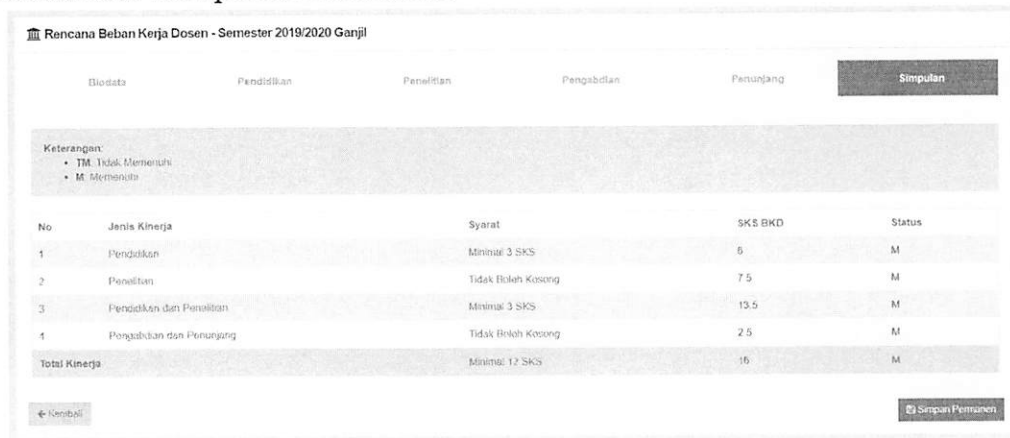 Rencana Beban Kerja Dosen - Semester 2019/2020 Ganjil
Biodata Pendidikan Penelitian Pengabdian Penunjang Simpulan
Keterangan:
• TM: Tidak Memenuhi
• M: Memenuhi
No Jenis Kinerja Syarat SKS BKD Status
1 Pendidikan Minimal 3 SKS 6 M
2 Penelitian Tidak Boleh Kosong 7.5 M
3 Pendidikan dan Penelitian Minimal 3 SKS 13.5 M
4 Pengabdian dan Penunjang Tidak Boleh Kosong 2.5 M
Total Kinerja Minimal 12 SKS 16 M
← Kembali Simpan Permanen